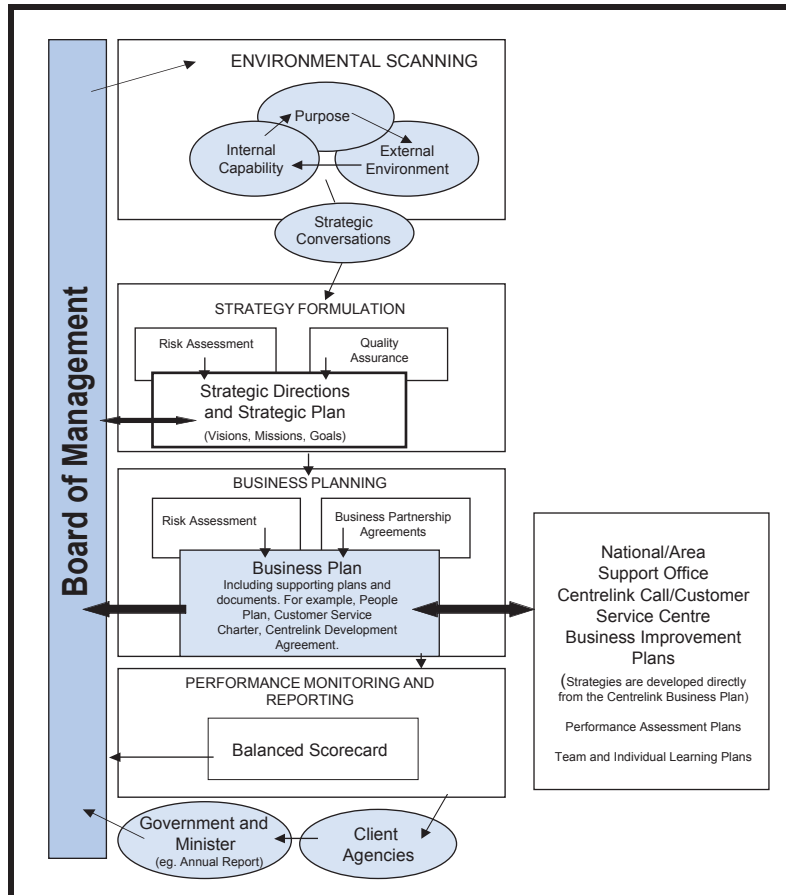 Board of Management
ENVIRONMENTAL SCANNING
Purpose
Internal
Capability
External
Environment
Strategic
Conversations
STRATEGY FORMULATION
Risk Assessment
Quality
Assurance
Strategic Directions
and Strategic Plan
(Visions, Missions, Goals)
BUSINESS PLANNING
Risk Assessment
Business Partnership
Agreements
Business Plan
Including supporting plans and
documents. For example, People
Plan, Customer Service
Charter, Centrelink Development
Agreement.
National/Area
Support Office
Centrelink Call/Customer
Service Centre
Business Improvement
Plans
(Strategies are developed directly
from the Centrelink Business Plan)
Performance Assessment Plans
Team and Individual Learning Plans
PERFORMANCE MONITORING AND
REPORTING
Balanced Scorecard
Government and
Minister
(eg. Annual Report)
Client
Agencies